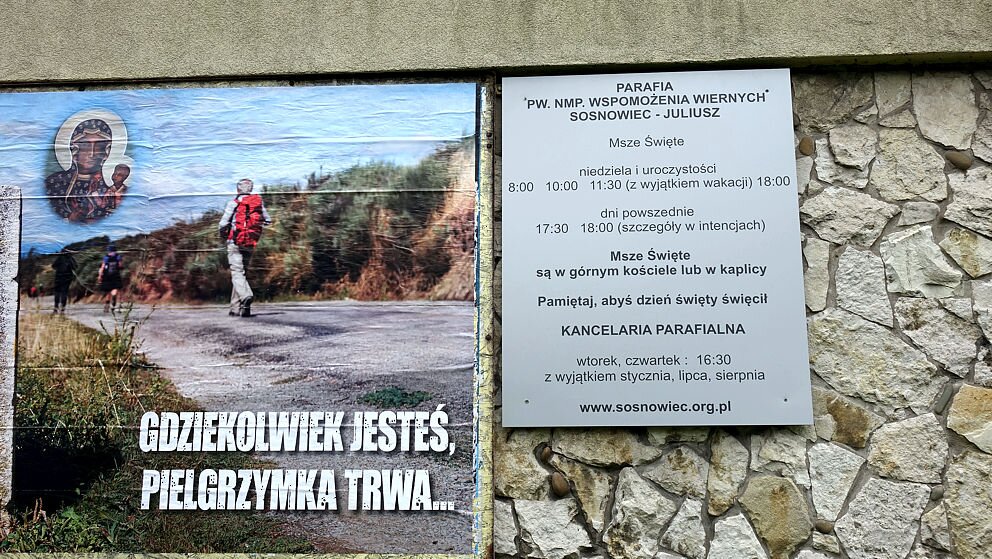 GDZIEKOLWIEK JESTEŚ,
PIELGRZYMKA TRWA...
PARAFIA
"PW. NMP. WSPOMOŻENIA WIERNYCH"
SOSNOWIEC - JULIUSZ
Msze Święte
niedziela i uroczystości
8:00 10:00 11:30 (z wyjątkiem wakacji) 18:00
dni powszednie
17:30 18:00 (szczegóły w intencjach)
Msze Święte
są w górnym kościele lub w kaplicy
Pamiętaj, abyś dzień święty święcił
KANCELARIA PARAFIALNA
wtorek, czwartek : 16:30
z wyjątkiem stycznia, lipca, sierpnia
www.sosnowiec.org.pl